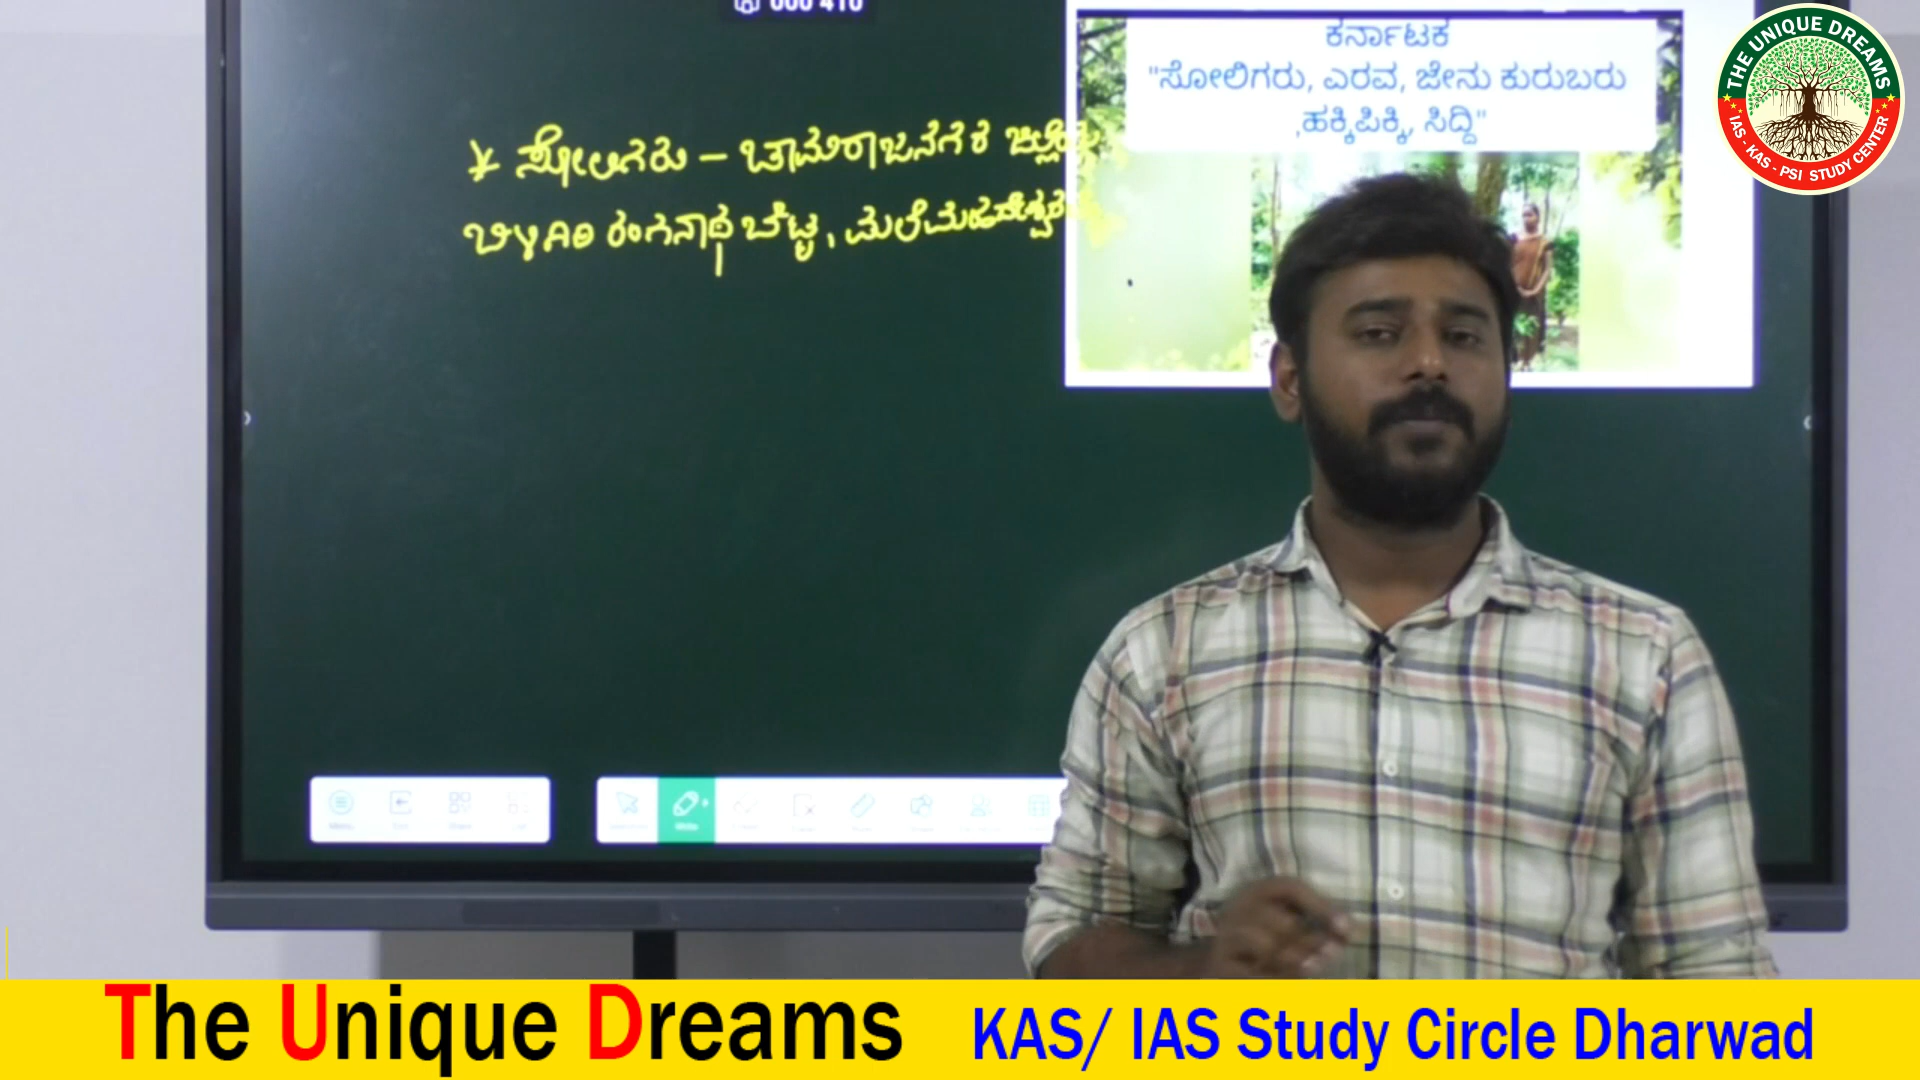 ಕರ್ನಾಟಕ
"ಸೋಲಿಗರು, ಎರವ, ಜೇನು ಕುರುಬರು
,ಹಕ್ಕಿಪಿಕ್ಕಿ, ಸಿದ್ದಿ"
THE UNIQUE DREAMS
IAS - KAS - PSI STUDY CENTER
* ಸೋಲಿಗರು – ಚಾಮರಾಜನಗರ
ಬಿಳಿಗಿರಿ ರಂಗನಾಥ ಬೆಟ್ಟ, ಮಲೆಮಹದೇಶ್ವರ
The Unique Dreams
KAS/ IAS Study Circle Dharwad